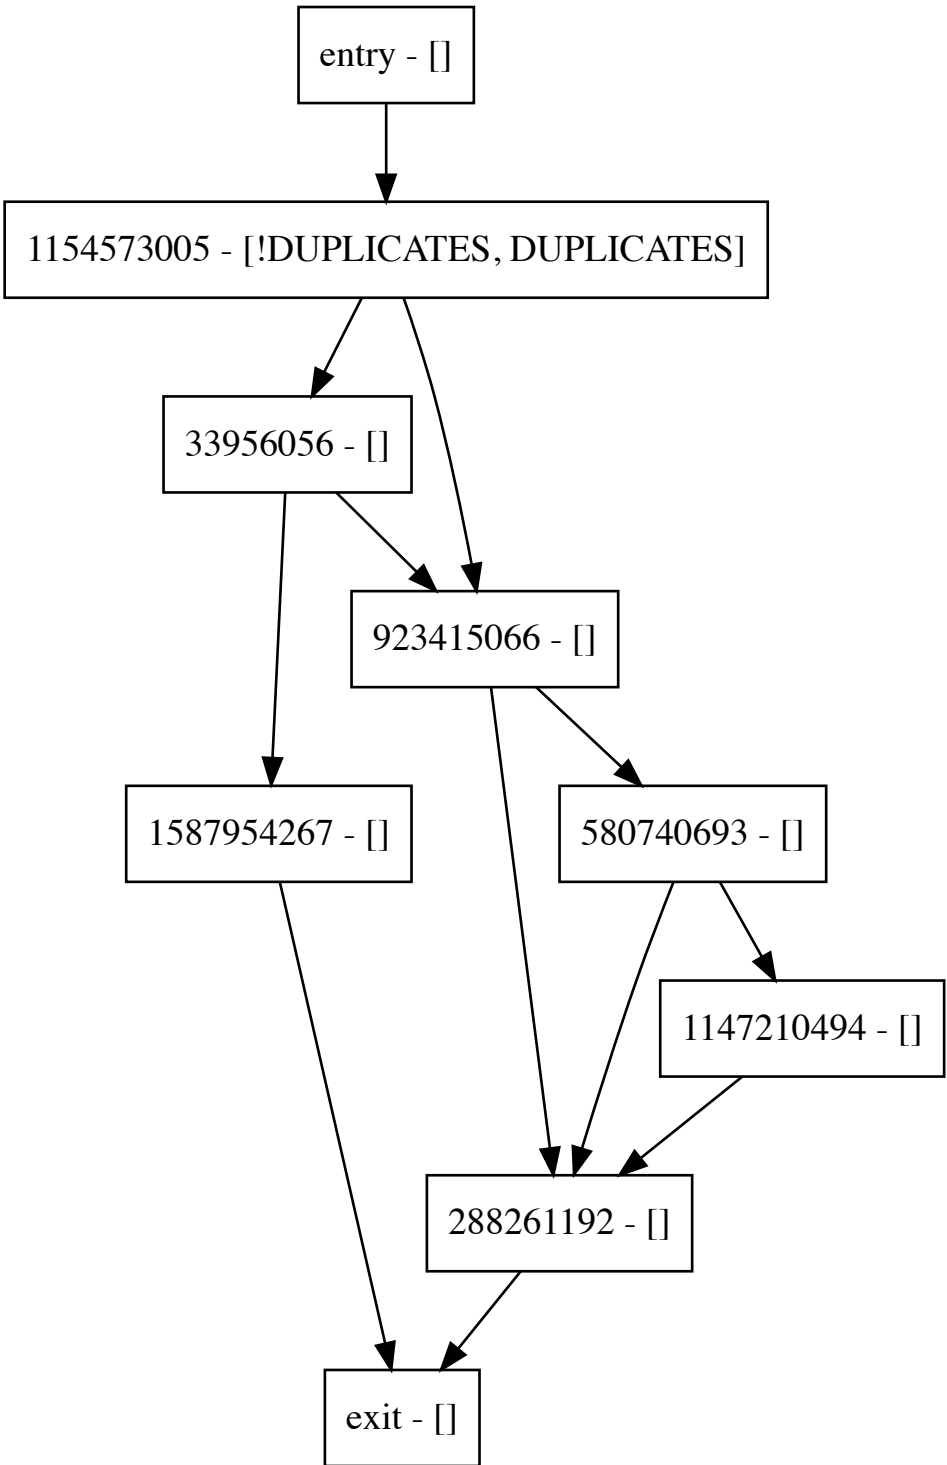 entry - []
1154573005 - [!DUPLICATES, DUPLICATES]
33956056 - []
923415066 - []
1587954267 - []
580740693 - []
1147210494 - []
288261192 - []
exit - []